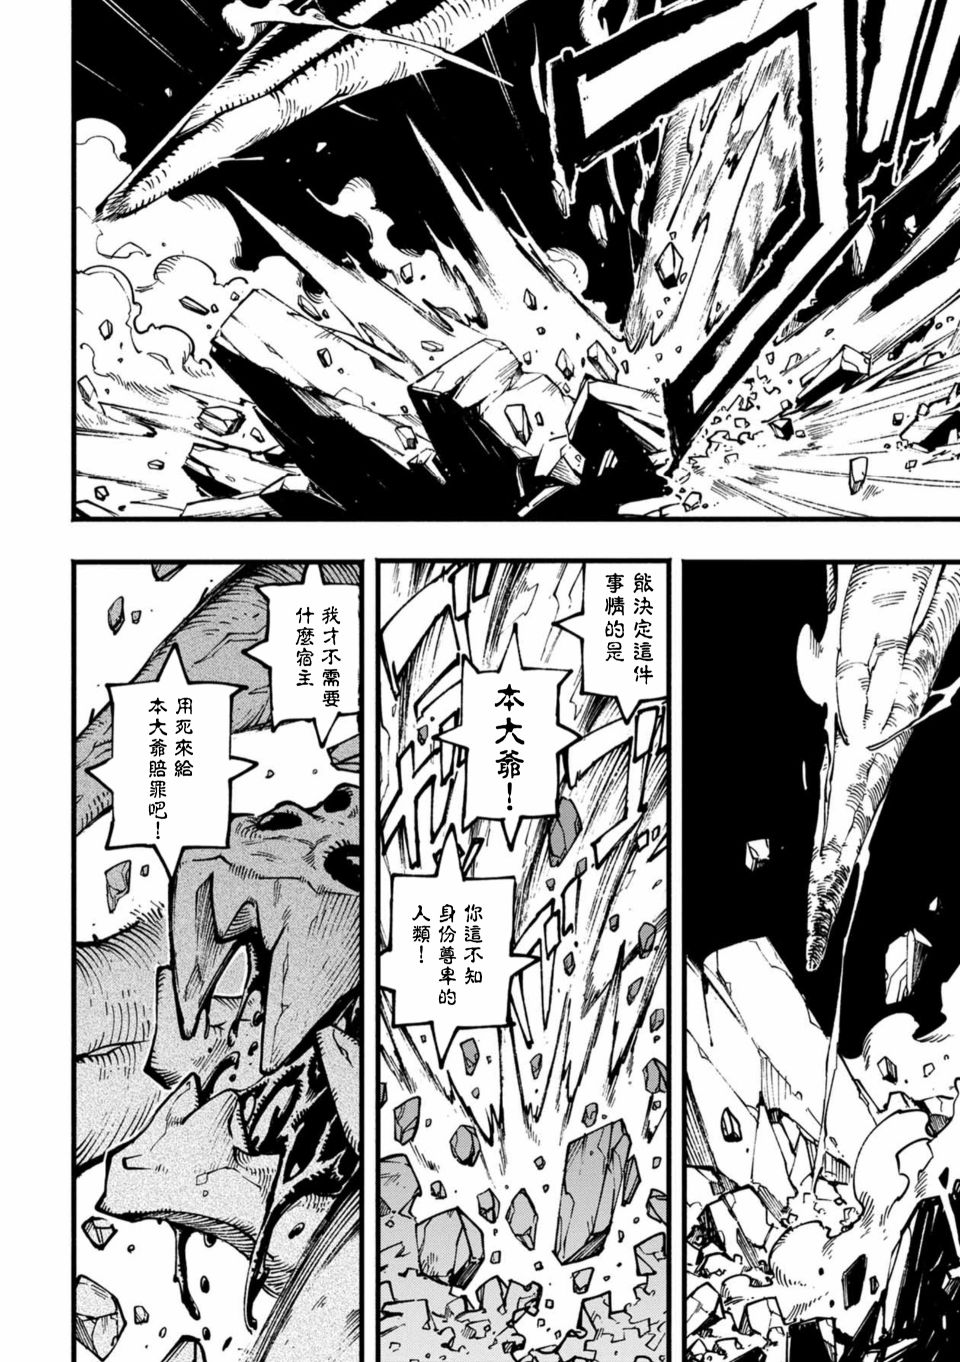 能決定這件
事情的是
本大爺！
你這不知
身份尊卑的
人類！
我才不需要
什麼宿主
用死來給
本大爺賠罪吧！